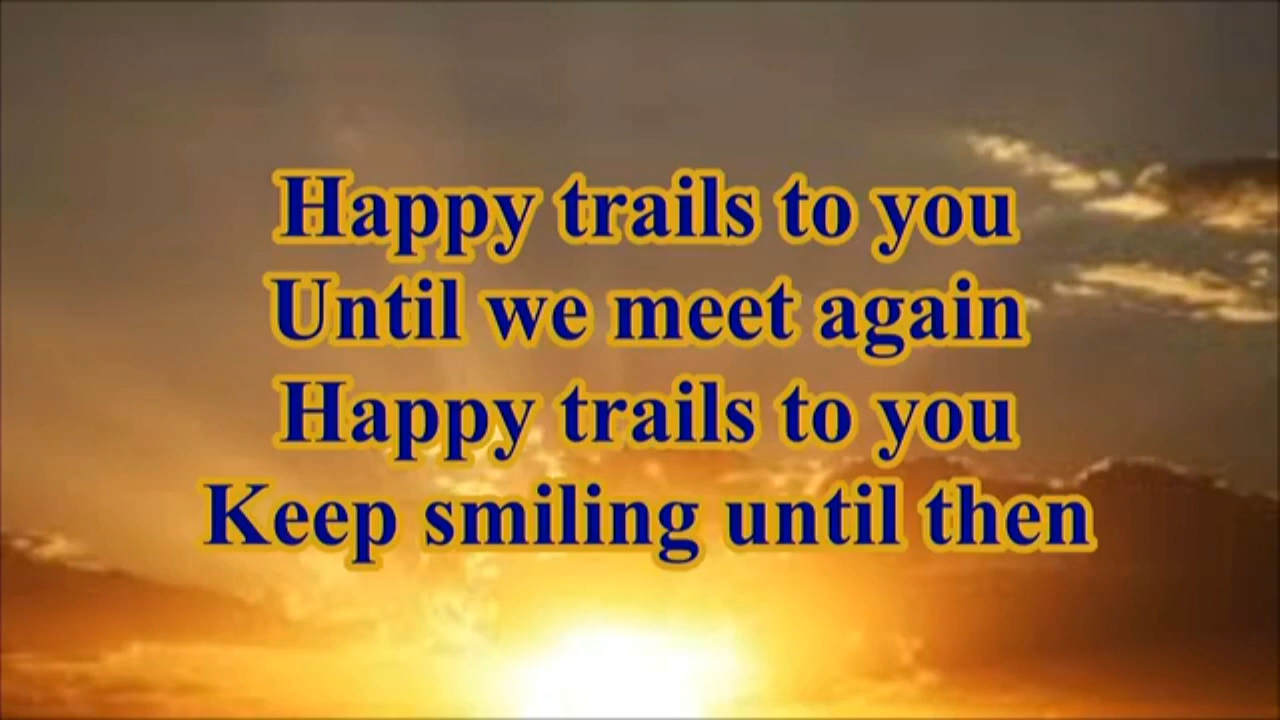 Happy trails to you
Until we meet again
Happy trails to you
Keep smiling until then